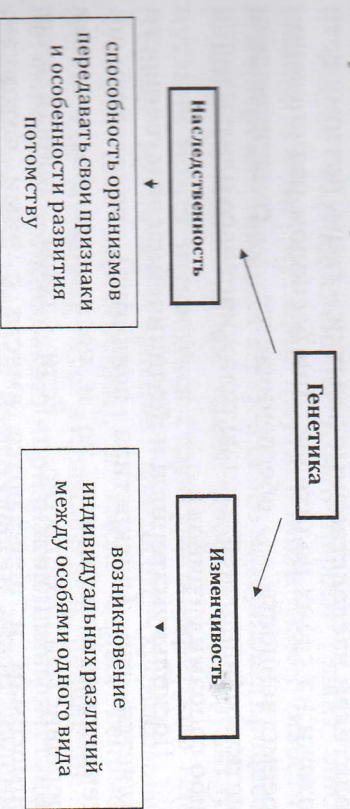 Генетика
Наследственность
способность организмов
передавать свои признаки
и особенности развития
потомству
Изменчивость
возникновение
индивидуальных различий
между особями одного вида